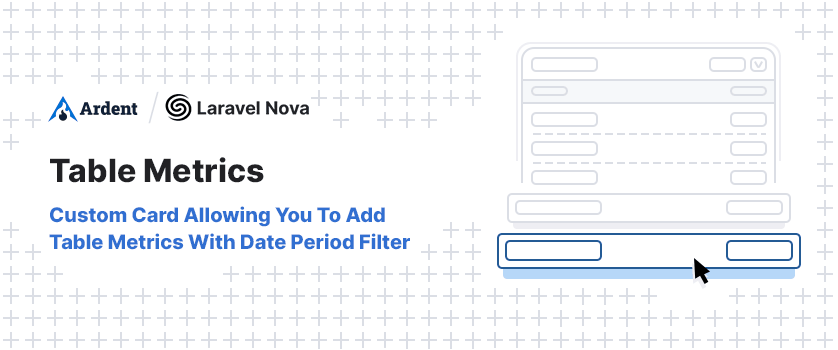 Ardent / Laravel Nova
Table Metrics
Custom Card Allowing You To Add
Table Metrics With Date Period Filter